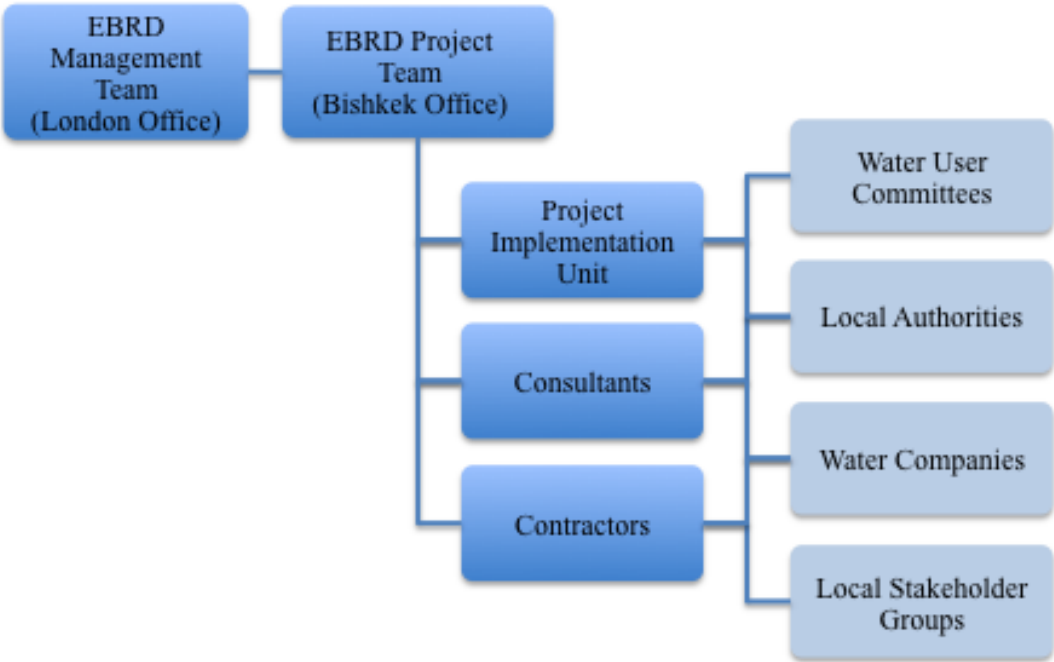 EBRD
Management
Team
(London Office)
EBRD Project
Team
(Bishkek Office)
Project
Implementation
Unit
Consultants
Contractors
Water User
Committees
Local Authorities
Water Companies
Local Stakeholder
Groups